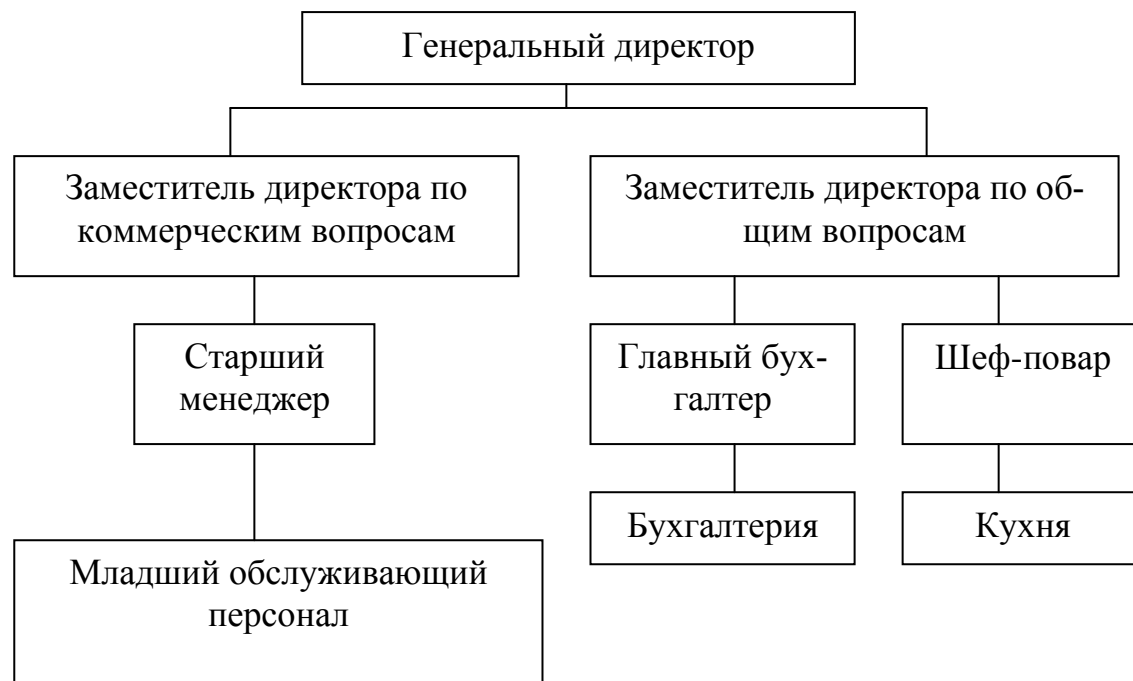 Генеральный директор
Заместитель директора по
коммерческим вопросам
Заместитель директора по об-
щим вопросам
Старший
менеджер
Главный бух-
галтер
Шеф-повар
Бухгалтерия
Кухня
Младший обслуживающий
персонал